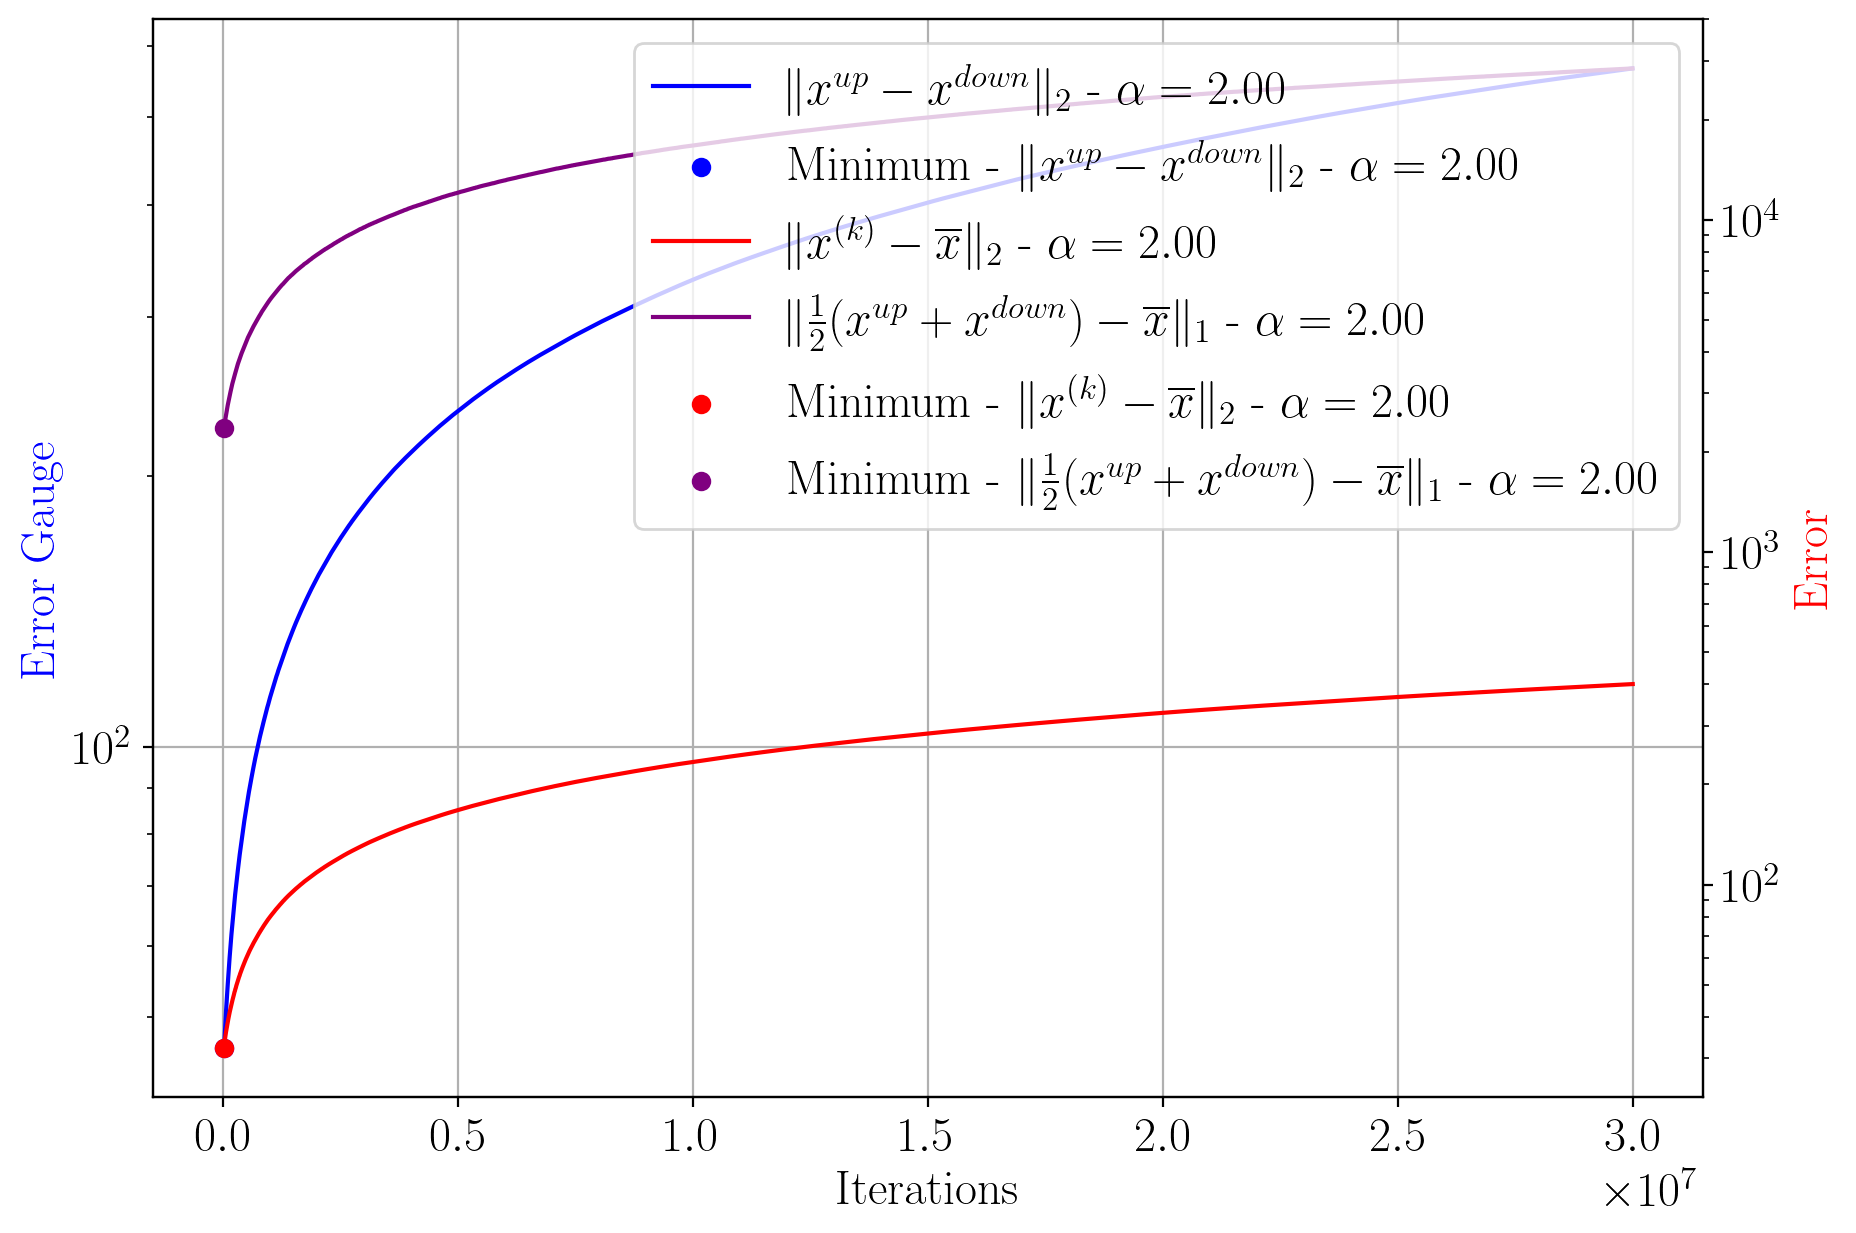 ‖x^{up} − x^{down}‖₂ - α = 2.00
Minimum - ‖x^{up} − x^{down}‖₂ - α = 2.00
‖x^{(k)} − x̅‖₂ - α = 2.00
‖½(x^{up} + x^{down}) − x̅‖₁ - α = 2.00
Minimum - ‖x^{(k)} − x̅‖₂ - α = 2.00
Minimum - ‖½(x^{up} + x^{down}) − x̅‖₁ - α = 2.00
Error Gauge
10²
10⁴
10³
10²
Error
0.0 0.5 1.0 1.5 2.0 2.5 3.0
Iterations
×10⁷